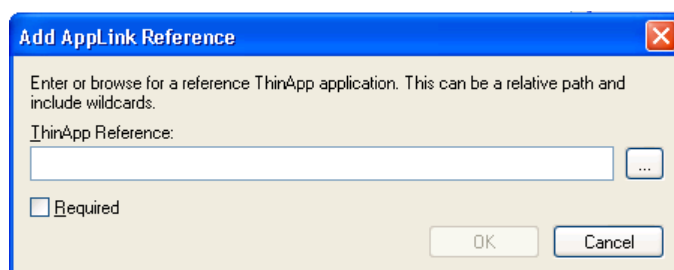 Add AppLink Reference
Enter or browse for a reference ThinApp application. This can be a relative path and
include wildcards.
ThinApp Reference:
...
Required
OK Cancel